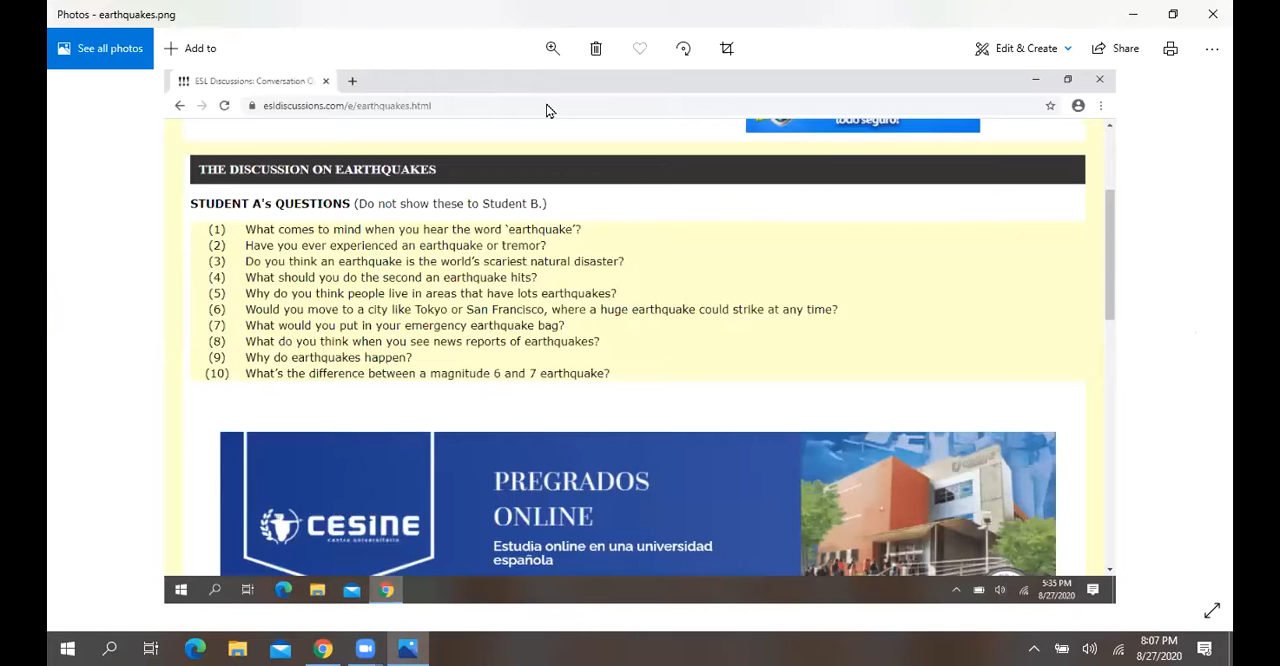 Photos - earthquakes.png
See all photos
Add to
Edit & Create
Share
ESL Discussions: Conversation Q
esldiscussions.com/e/earthquakes.html
todo seguro!
THE DISCUSSION ON EARTHQUAKES
STUDENT A's QUESTIONS (Do not show these to Student B.)
(1) What comes to mind when you hear the word ‘earthquake’?
(2) Have you ever experienced an earthquake or tremor?
(3) Do you think an earthquake is the world’s scariest natural disaster?
(4) What should you do the second an earthquake hits?
(5) Why do you think people live in areas that have lots earthquakes?
(6) Would you move to a city like Tokyo or San Francisco, where a huge earthquake could strike at any time?
(7) What would you put in your emergency earthquake bag?
(8) What do you think when you see news reports of earthquakes?
(9) Why do earthquakes happen?
(10) What’s the difference between a magnitude 6 and 7 earthquake?
CESINE
centro universitario
PREGRADOS
ONLINE
Estudia online en una universidad
española
5:35 PM
8/27/2020
8:07 PM
8/27/2020